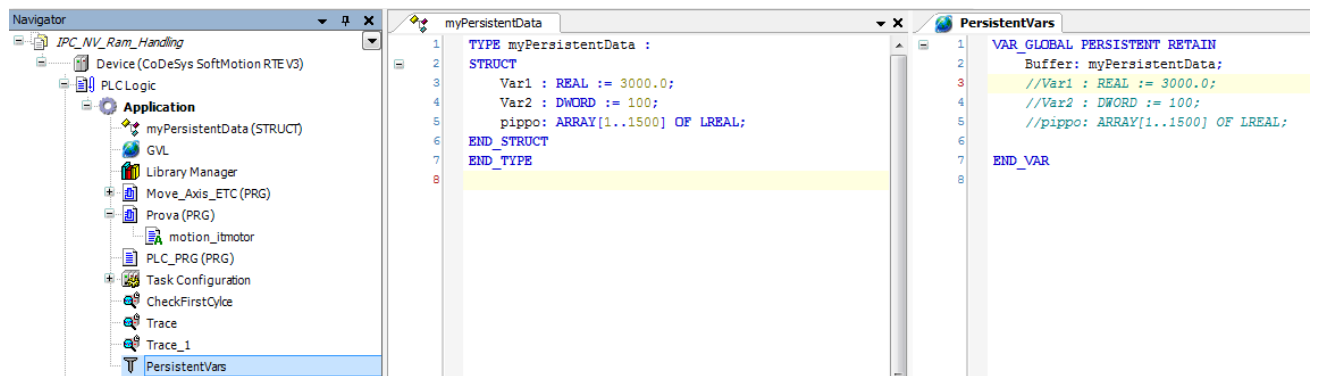 Navigator
IPC_NV_Ram_Handling
Device (CoDeSys SoftMotion RTE V3)
PLC Logic
Application
myPersistentData (STRUCT)
GVL
Library Manager
Move_Axis_ETC (PRG)
Prova (PRG)
motion_itmotor
PLC_PRG (PRG)
Task Configuration
CheckFirstCylce
Trace
Trace_1
PersistentVars
myPersistentData
1 TYPE myPersistentData :
2 STRUCT
3 Var1 : REAL := 3000.0;
4 Var2 : DWORD := 100;
5 pippo: ARRAY[1..1500] OF LREAL;
6 END_STRUCT
7 END_TYPE
8
PersistentVars
1 VAR_GLOBAL PERSISTENT RETAIN
2 Buffer: myPersistentData;
3 //Var1 : REAL := 3000.0;
4 //Var2 : DWORD := 100;
5 //pippo: ARRAY[1..1500] OF LREAL;
6
7 END_VAR
8